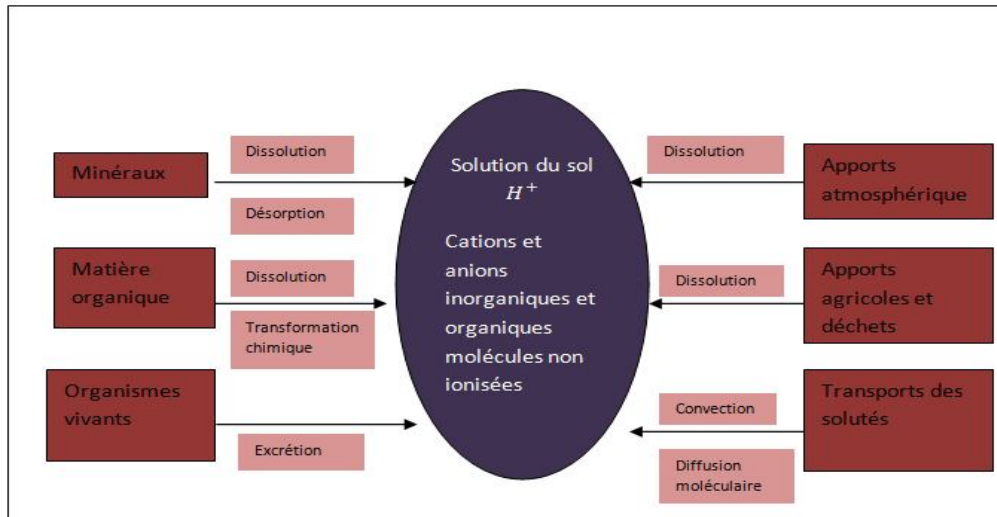 Minéraux
Dissolution
Désorption
Matière
organique
Dissolution
Transformation
chimique
Organismes
vivants
Excrétion
Solution du sol
H⁺
Cations et
anions
inorganiques et
organiques
molécules non
ionisées
Dissolution
Apports
atmosphérique
Dissolution
Apports
agricoles et
déchets
Convection
Diffusion
moléculaire
Transports des
solutés